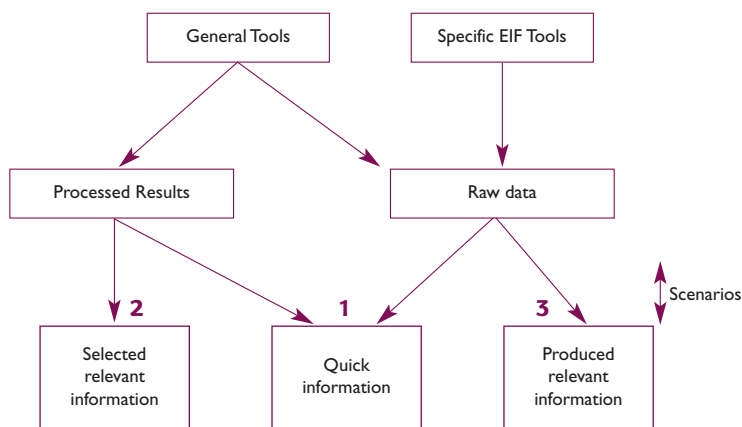 General Tools
Specific EIF Tools
Processed Results
Raw data
2
1
3
Scenarios
Selected
relevant
information
Quick
information
Produced
relevant
information